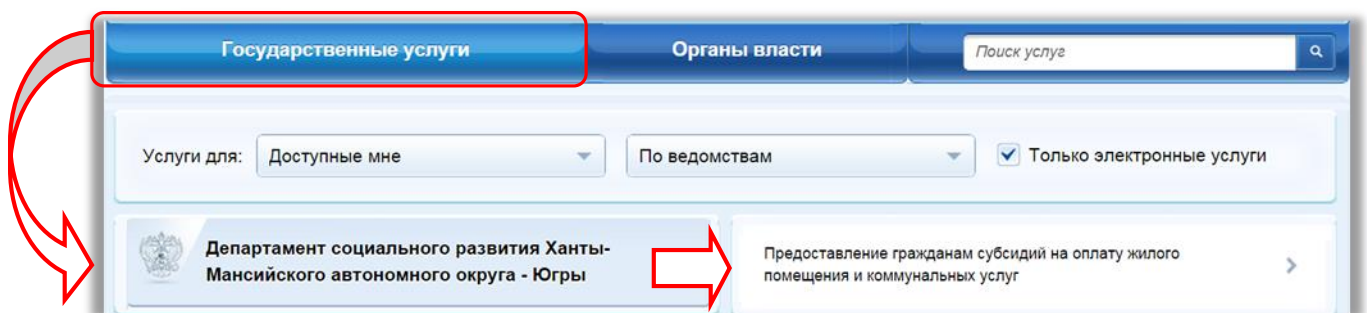 Государственные услуги
Органы власти
Поиск услуг
Услуги для:
Доступные мне
По ведомствам
Только электронные услуги
Департамент социального развития Ханты-
Мансийского автономного округа - Югры
Предоставление гражданам субсидий на оплату жилого
помещения и коммунальных услуг